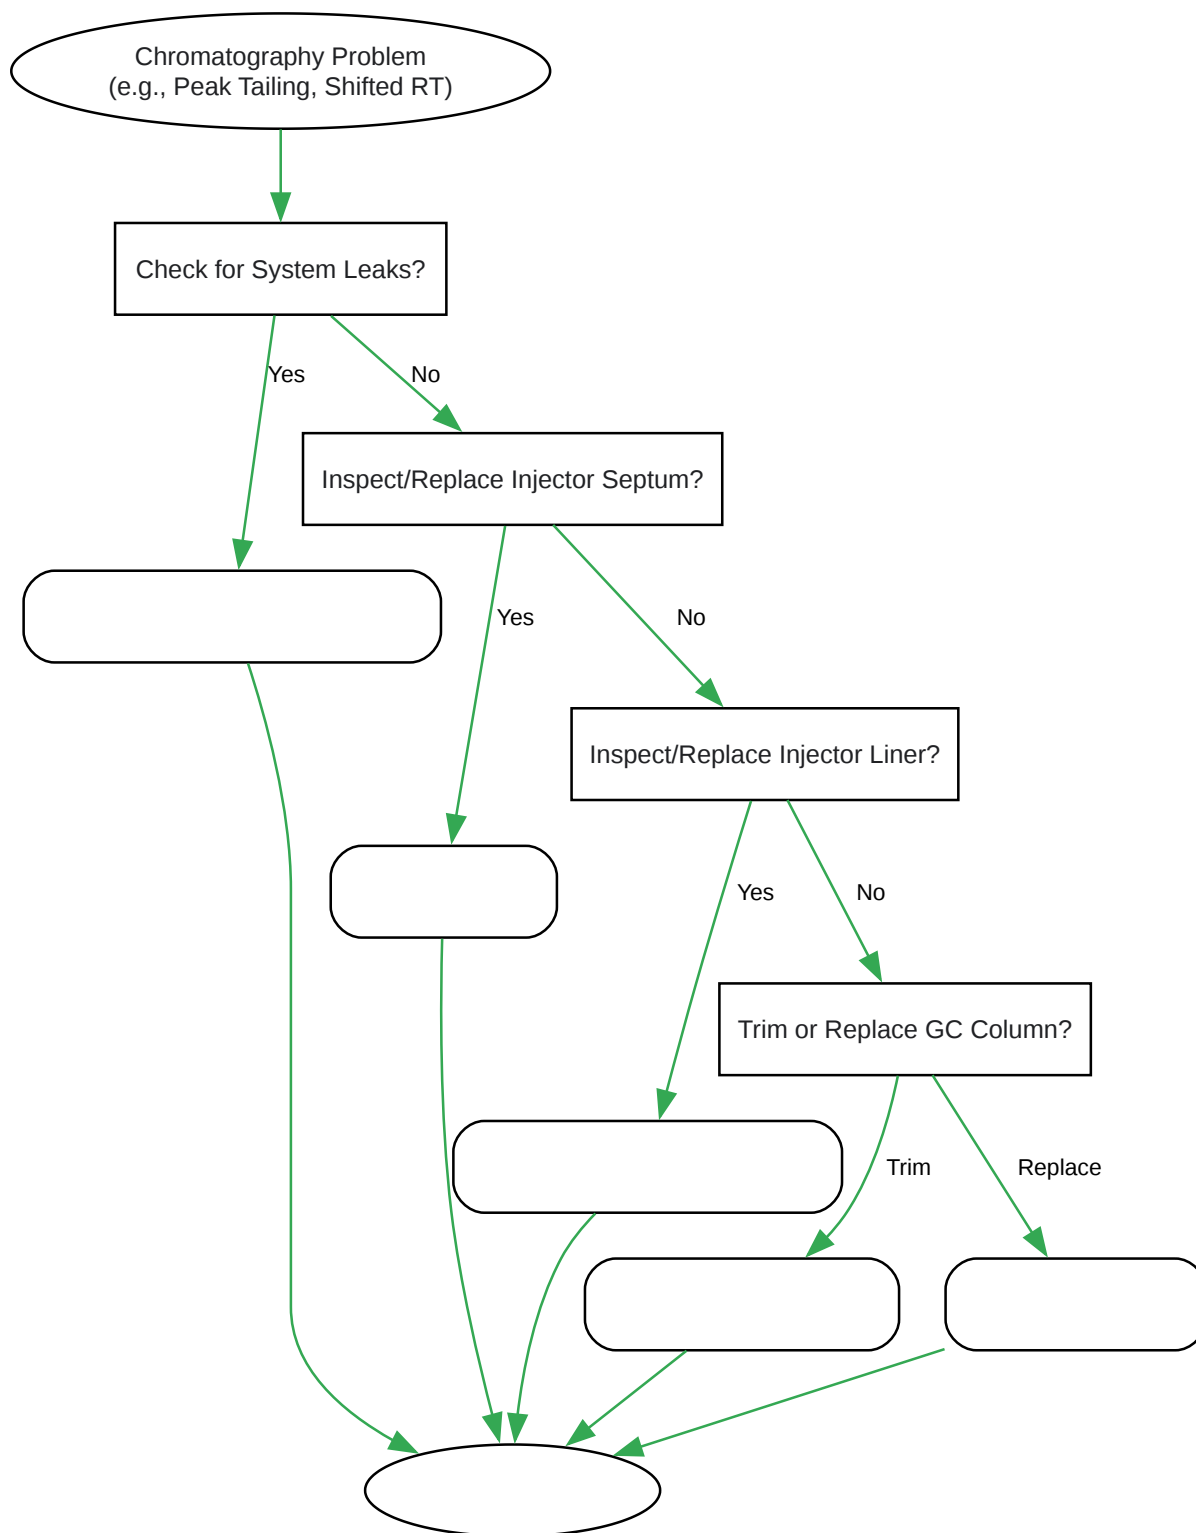 Chromatography Problem
(e.g., Peak Tailing, Shifted RT)
Check for System Leaks?
Yes
No
Inspect/Replace Injector Septum?
Yes
No
Inspect/Replace Injector Liner?
Yes
No
Trim or Replace GC Column?
Trim
Replace